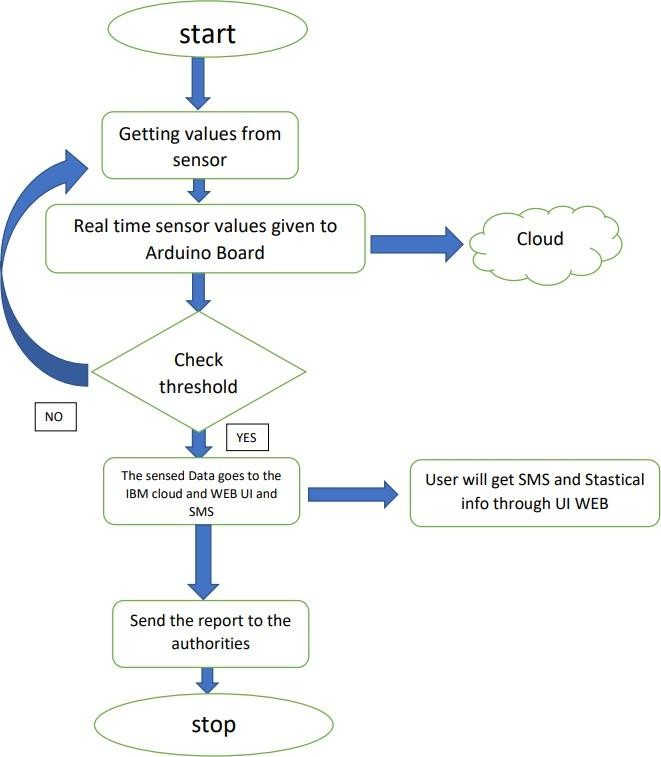 start
Getting values from
sensor
Real time sensor values given to
Arduino Board
Cloud
Check
threshold
NO
YES
The sensed Data goes to the
IBM cloud and WEB UI and
SMS
User will get SMS and Stastical
info through UI WEB
Send the report to the
authorities
stop